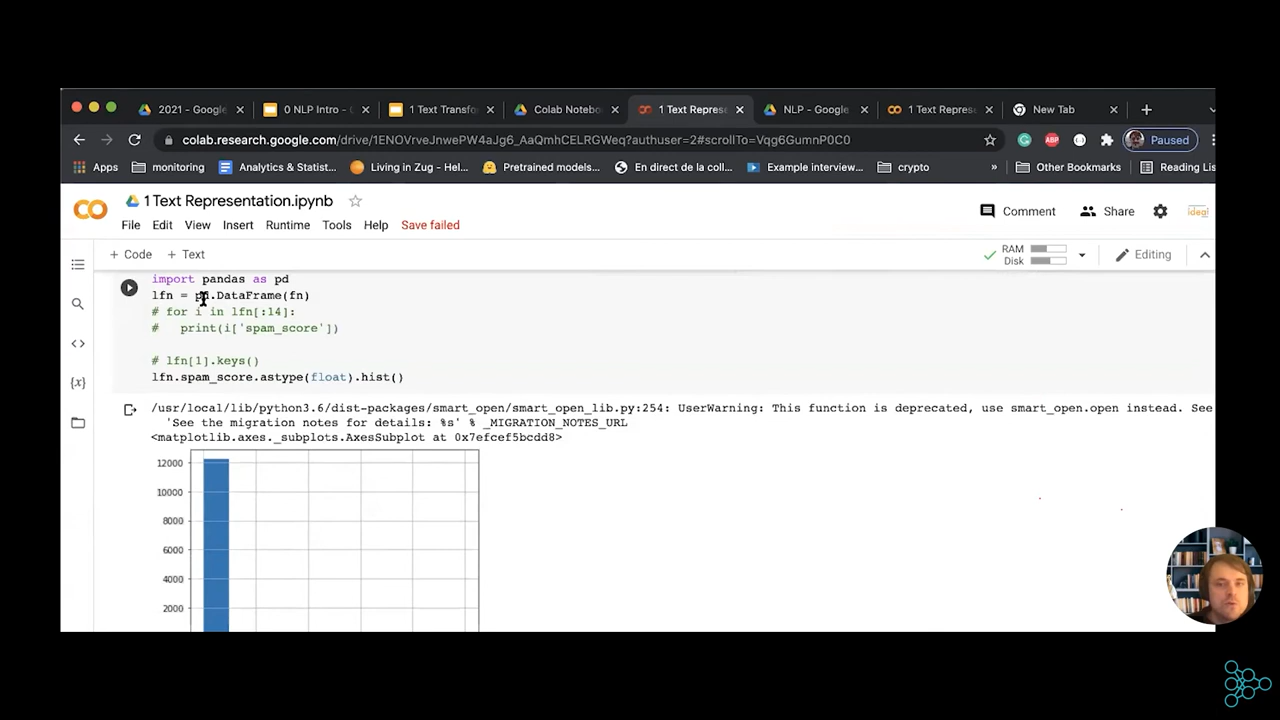 2021 - Google
0 NLP Intro -
1 Text Transfo
Colab Notebo
1 Text Repres
NLP - Google
1 Text Repres
New Tab
colab.research.google.com/drive/1ENOVrveJnwePW4aJg6_AaQmhCELRGWeq?authuser=2#scrollTo=Vqg6GumnP0C0
ABP
Paused
Apps
monitoring
Analytics & Statist...
Living in Zug - Hel...
Pretrained models...
En direct de la coll...
Example interview...
crypto
»
Other Bookmarks
Reading Lis
CO
1 Text Representation.ipynb
Comment
Share
File Edit View Insert Runtime Tools Help Save failed
+ Code + Text
RAM
Disk
Editing
import pandas as pd
lfn = pd.DataFrame(fn)
# for i in lfn[:14]:
#   print(i['spam_score'])
# lfn[1].keys()
lfn.spam_score.astype(float).hist()
/usr/local/lib/python3.6/dist-packages/smart_open/smart_open_lib.py:254: UserWarning: This function is deprecated, use smart_open.open instead. See
'See the migration notes for details: %s' % _MIGRATION_NOTES_URL
<matplotlib.axes._subplots.AxesSubplot at 0x7efcef5bcdd8>
12000
10000
8000
6000
4000
2000